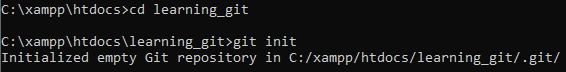 C:\xampp\htdocs>cd learning_git
C:\xampp\htdocs\learning_git>git init
Initialized empty Git repository in C:/xampp/htdocs/learning_git/.git/